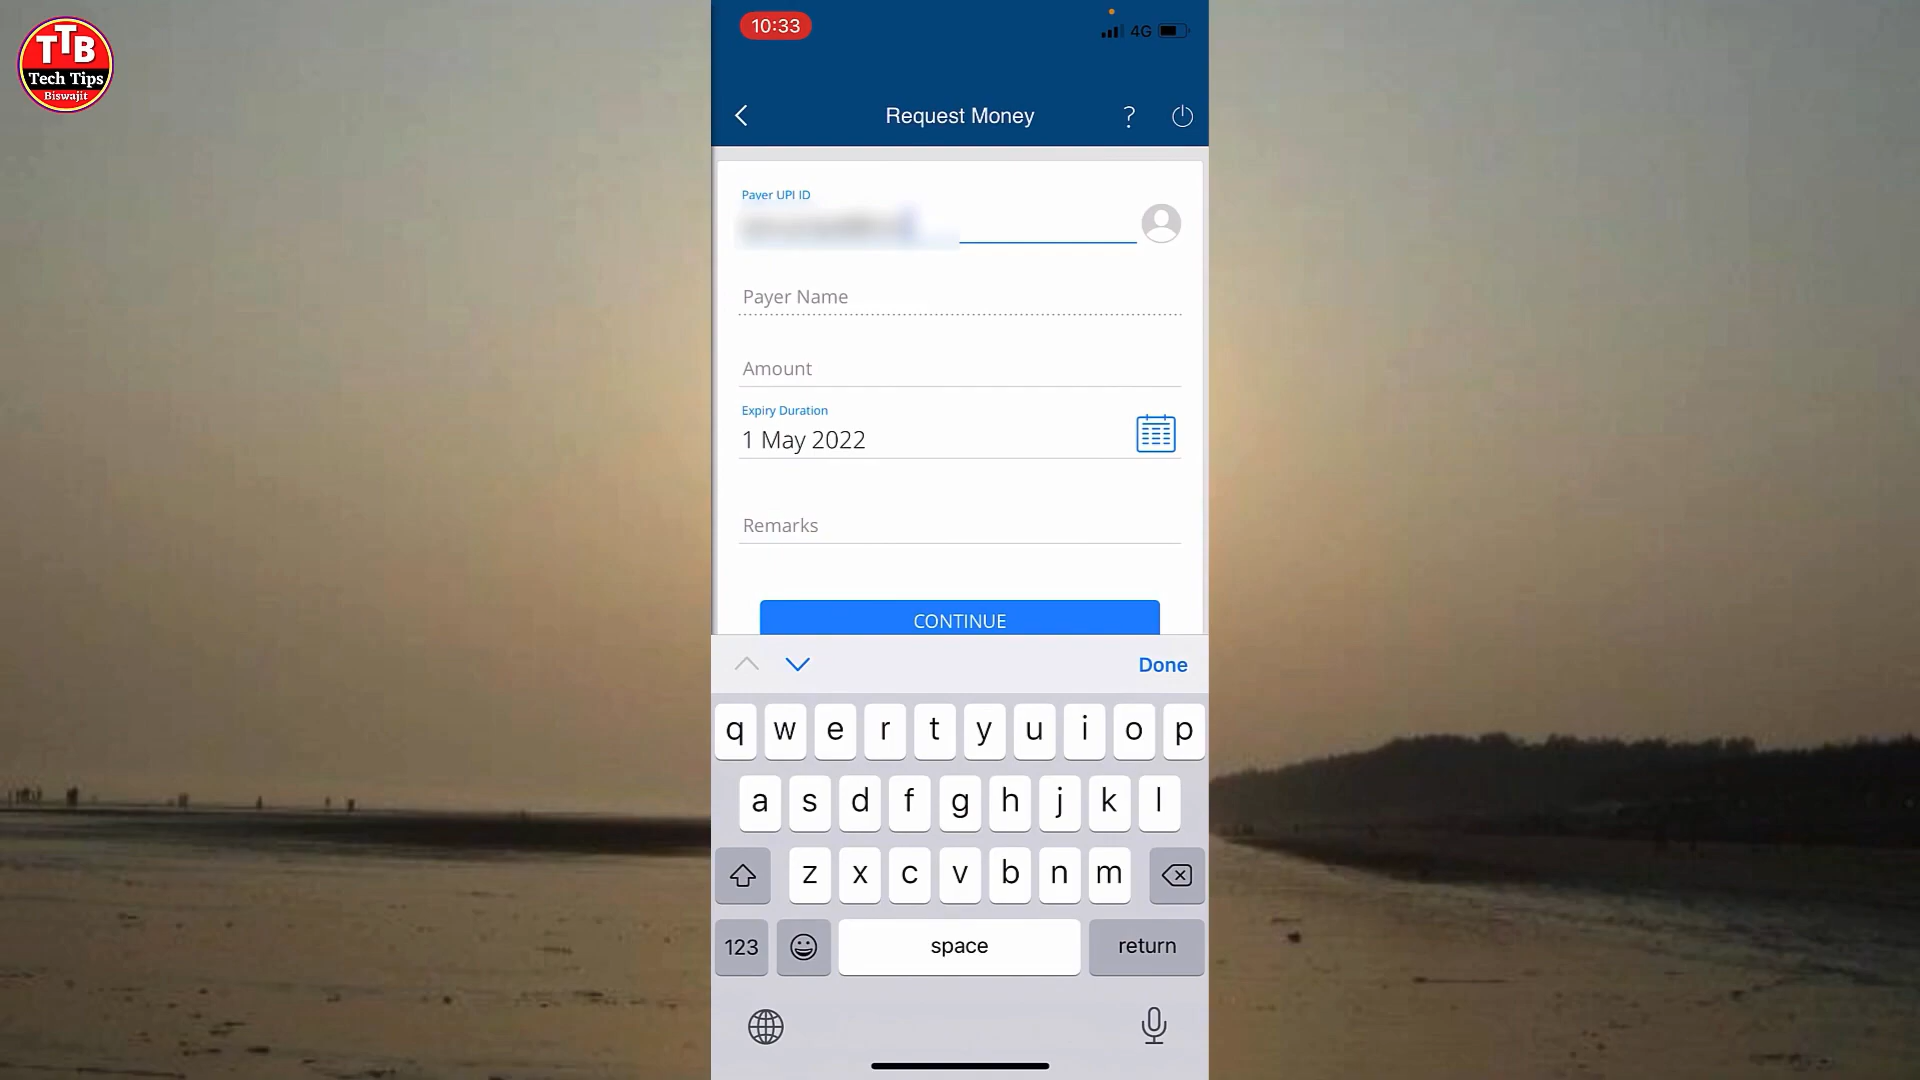 TTB
Tech Tips
Biswajit
10:33
4G
Request Money
?
Payer UPI ID
Payer Name
Amount
Expiry Duration
1 May 2022
Remarks
CONTINUE
Done
q w e r t y u i o p
a s d f g h j k l
z x c v b n m
123 space return